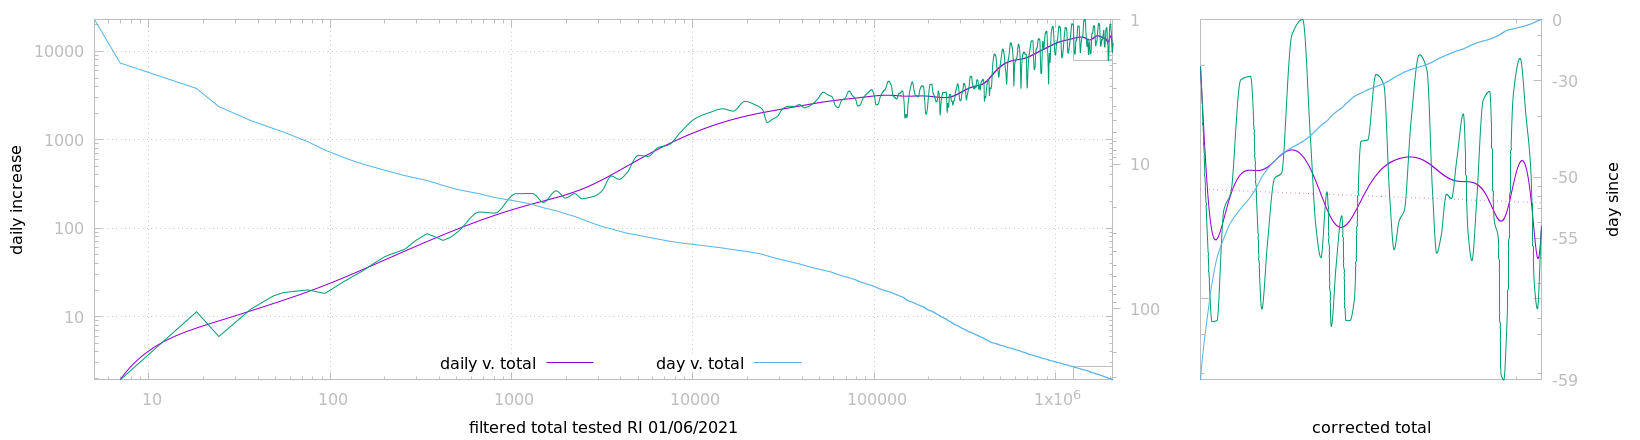 10000
1000
100
10
daily increase
1
10
100
daily v. total
day v. total
10
100
1000
10000
100000
1x10⁶
filtered total tested RI 01/06/2021
0
-30
-50
-55
-59
day since
corrected total